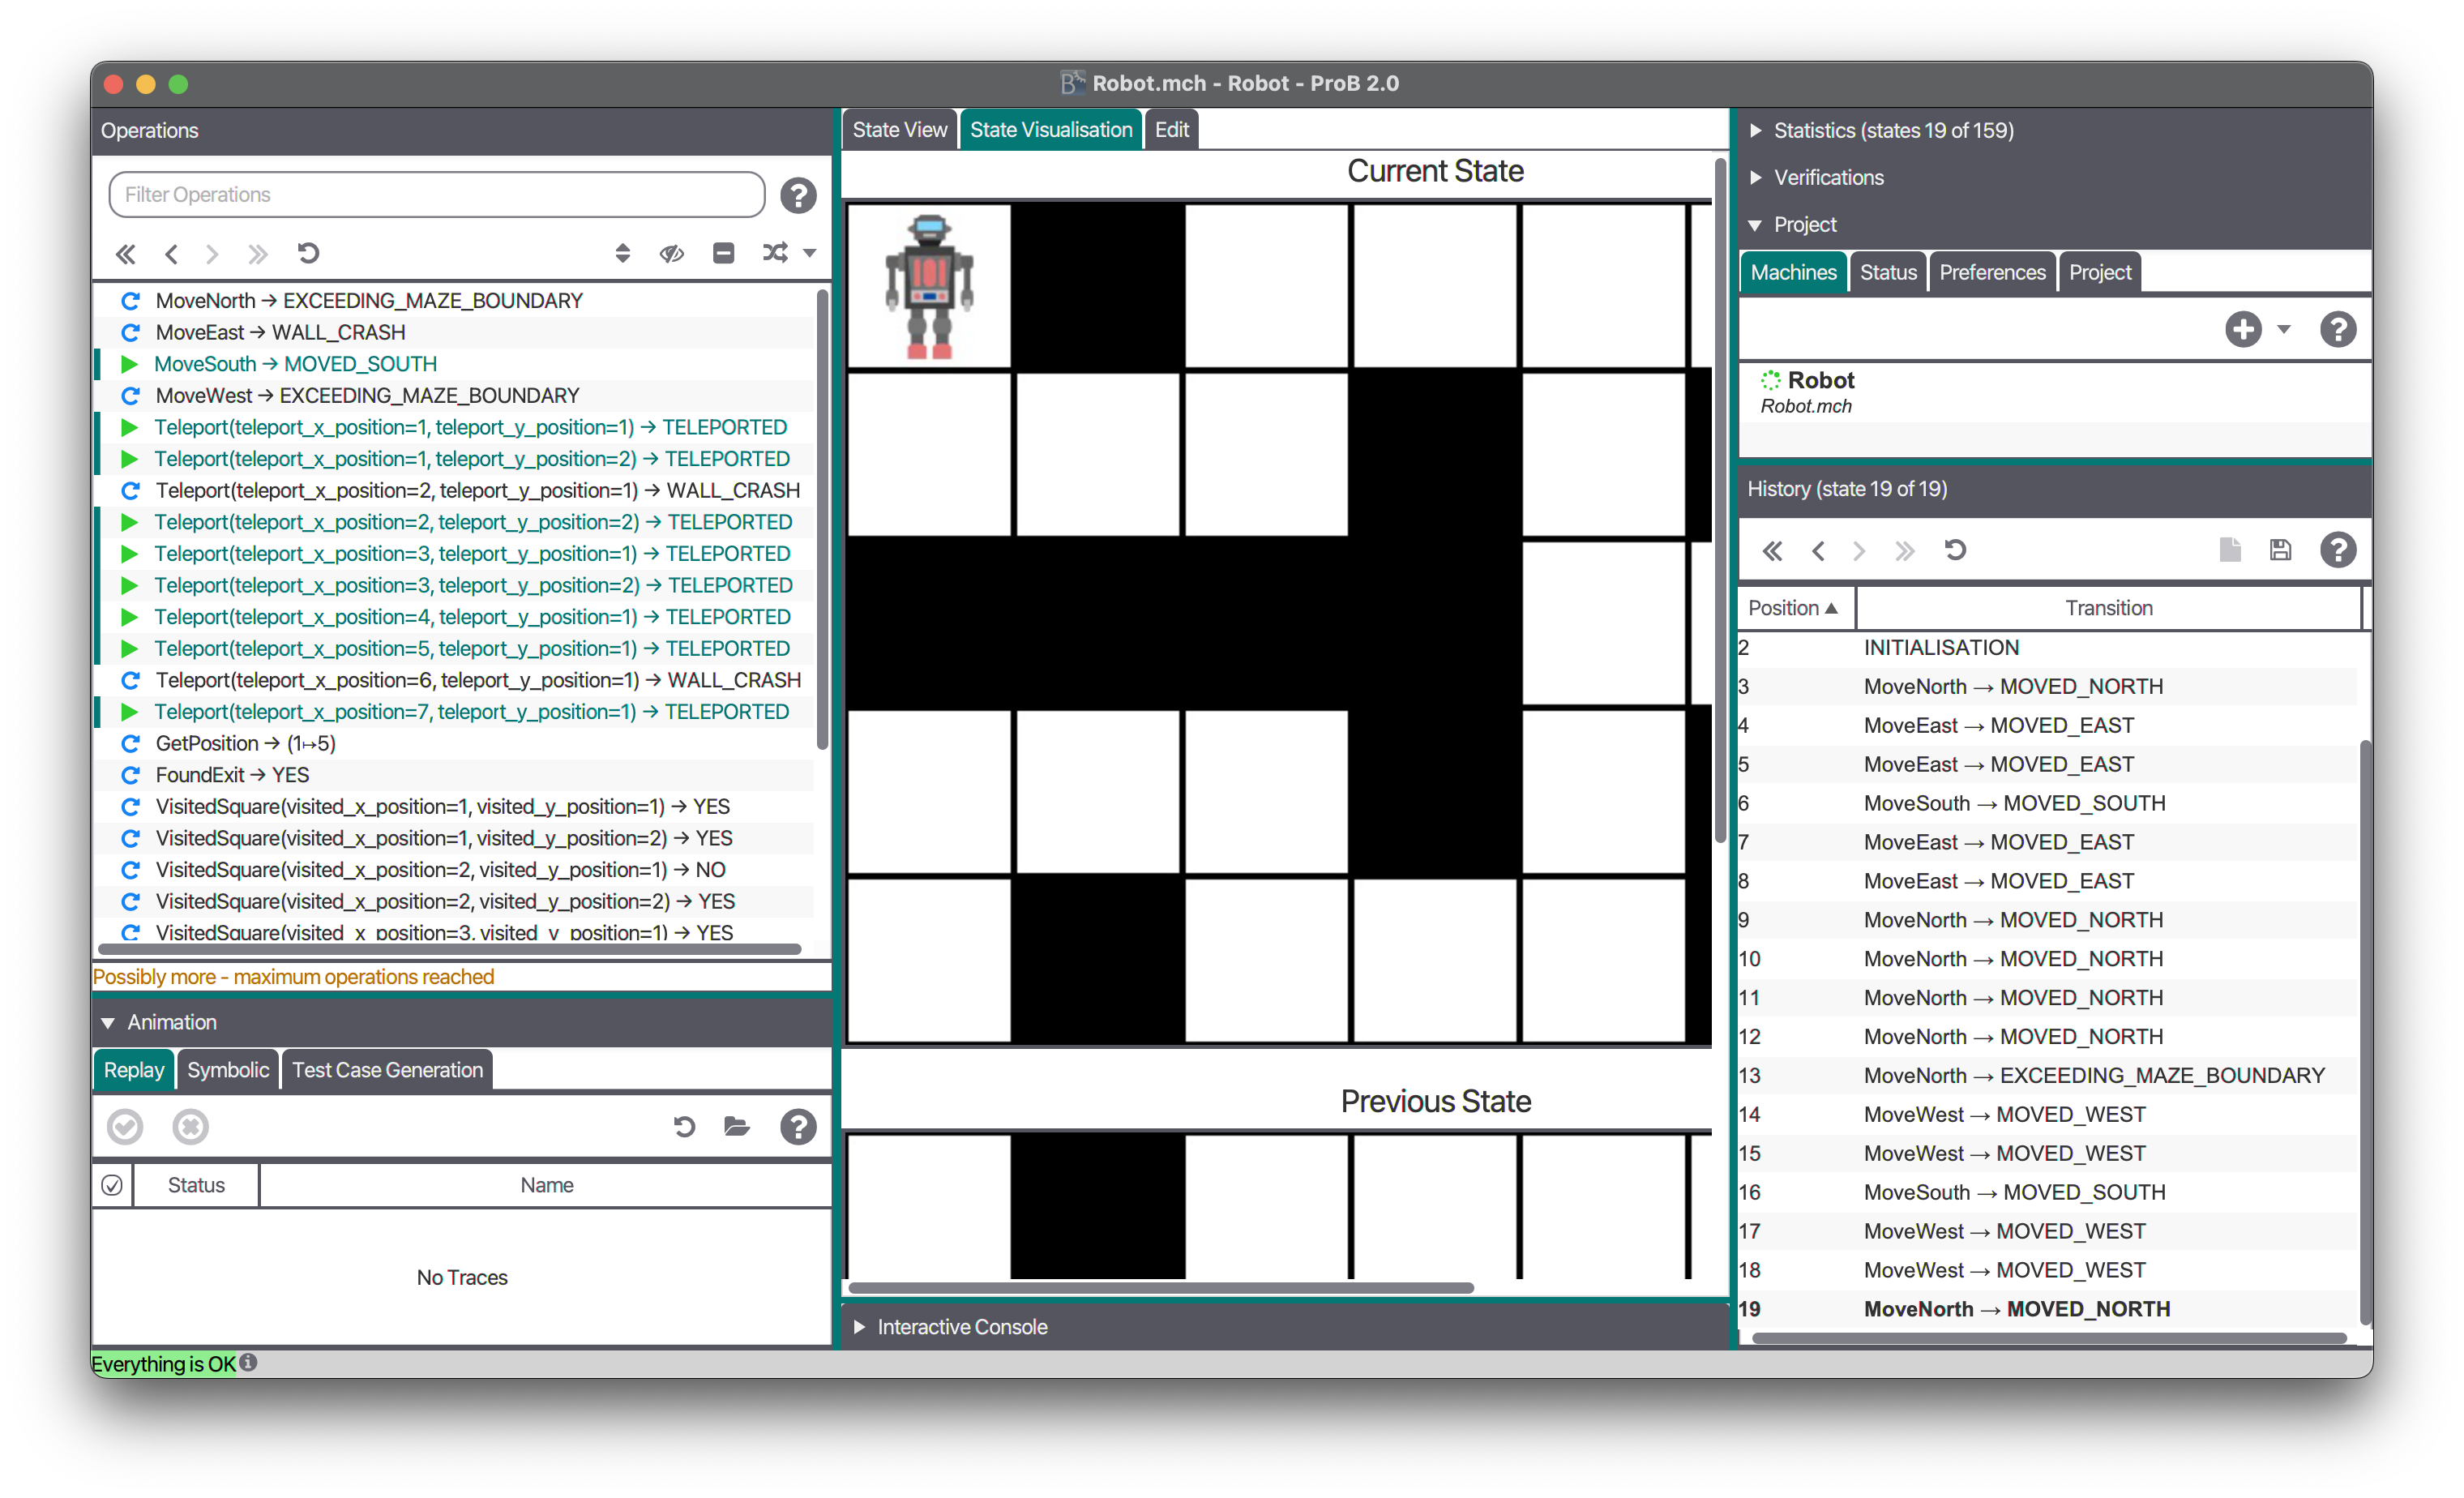 Robot.mch - Robot - ProB 2.0
Operations
Filter Operations
MoveNorth → EXCEEDING_MAZE_BOUNDARY
MoveEast → WALL_CRASH
MoveSouth → MOVED_SOUTH
MoveWest → EXCEEDING_MAZE_BOUNDARY
Teleport(teleport_x_position=1, teleport_y_position=1) → TELEPORTED
Teleport(teleport_x_position=1, teleport_y_position=2) → TELEPORTED
Teleport(teleport_x_position=2, teleport_y_position=1) → WALL_CRASH
Teleport(teleport_x_position=2, teleport_y_position=2) → TELEPORTED
Teleport(teleport_x_position=3, teleport_y_position=1) → TELEPORTED
Teleport(teleport_x_position=3, teleport_y_position=2) → TELEPORTED
Teleport(teleport_x_position=4, teleport_y_position=1) → TELEPORTED
Teleport(teleport_x_position=5, teleport_y_position=1) → TELEPORTED
Teleport(teleport_x_position=6, teleport_y_position=1) → WALL_CRASH
Teleport(teleport_x_position=7, teleport_y_position=1) → TELEPORTED
GetPosition → (1↦5)
FoundExit → YES
VisitedSquare(visited_x_position=1, visited_y_position=1) → YES
VisitedSquare(visited_x_position=1, visited_y_position=2) → YES
VisitedSquare(visited_x_position=2, visited_y_position=1) → NO
VisitedSquare(visited_x_position=2, visited_y_position=2) → YES
VisitedSquare(visited_x_position=3, visited_y_position=1) → YES
Possibly more - maximum operations reached
Animation
Replay Symbolic Test Case Generation
Status Name
No Traces
Everything is OK
State View State Visualisation Edit
Current State
Previous State
Interactive Console
Statistics (states 19 of 159)
Verifications
Project
Machines Status Preferences Project
Robot
Robot.mch
History (state 19 of 19)
Position ▲ Transition
2 INITIALISATION
3 MoveNorth → MOVED_NORTH
4 MoveEast → MOVED_EAST
5 MoveEast → MOVED_EAST
6 MoveSouth → MOVED_SOUTH
7 MoveEast → MOVED_EAST
8 MoveEast → MOVED_EAST
9 MoveNorth → MOVED_NORTH
10 MoveNorth → MOVED_NORTH
11 MoveNorth → MOVED_NORTH
12 MoveNorth → MOVED_NORTH
13 MoveNorth → EXCEEDING_MAZE_BOUNDARY
14 MoveWest → MOVED_WEST
15 MoveWest → MOVED_WEST
16 MoveSouth → MOVED_SOUTH
17 MoveWest → MOVED_WEST
18 MoveWest → MOVED_WEST
19 MoveNorth → MOVED_NORTH